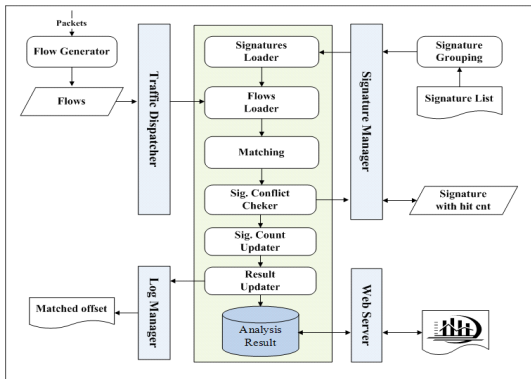 Packets
Flow Generator
Flows
Traffic Dispatcher
Signatures
Loader
Flows
Loader
Matching
Sig. Conflict
Cheker
Sig. Count
Updater
Result
Updater
Analysis
Result
Signature Manager
Signature
Grouping
Signature List
Signature
with hit cnt
Log Manager
Matched offset
Web Server